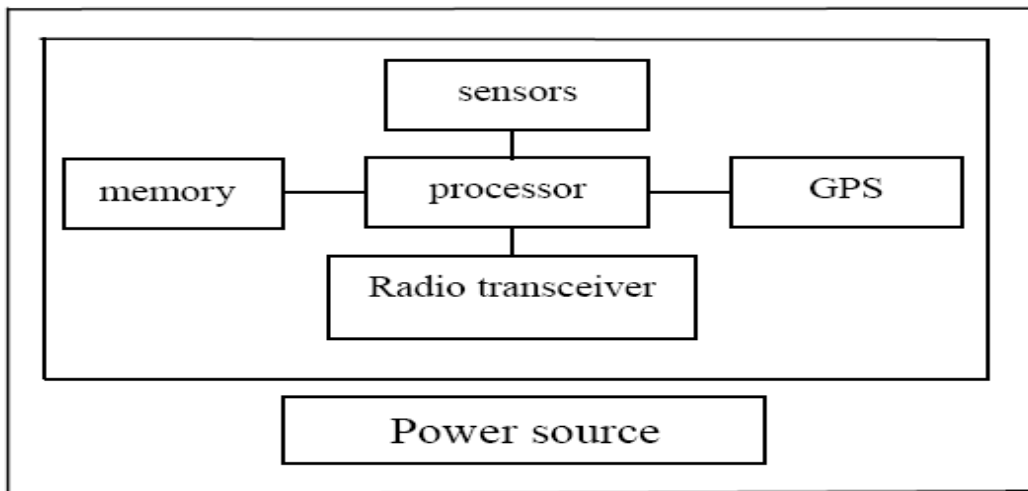 sensors
memory
processor
GPS
Radio transceiver
Power source